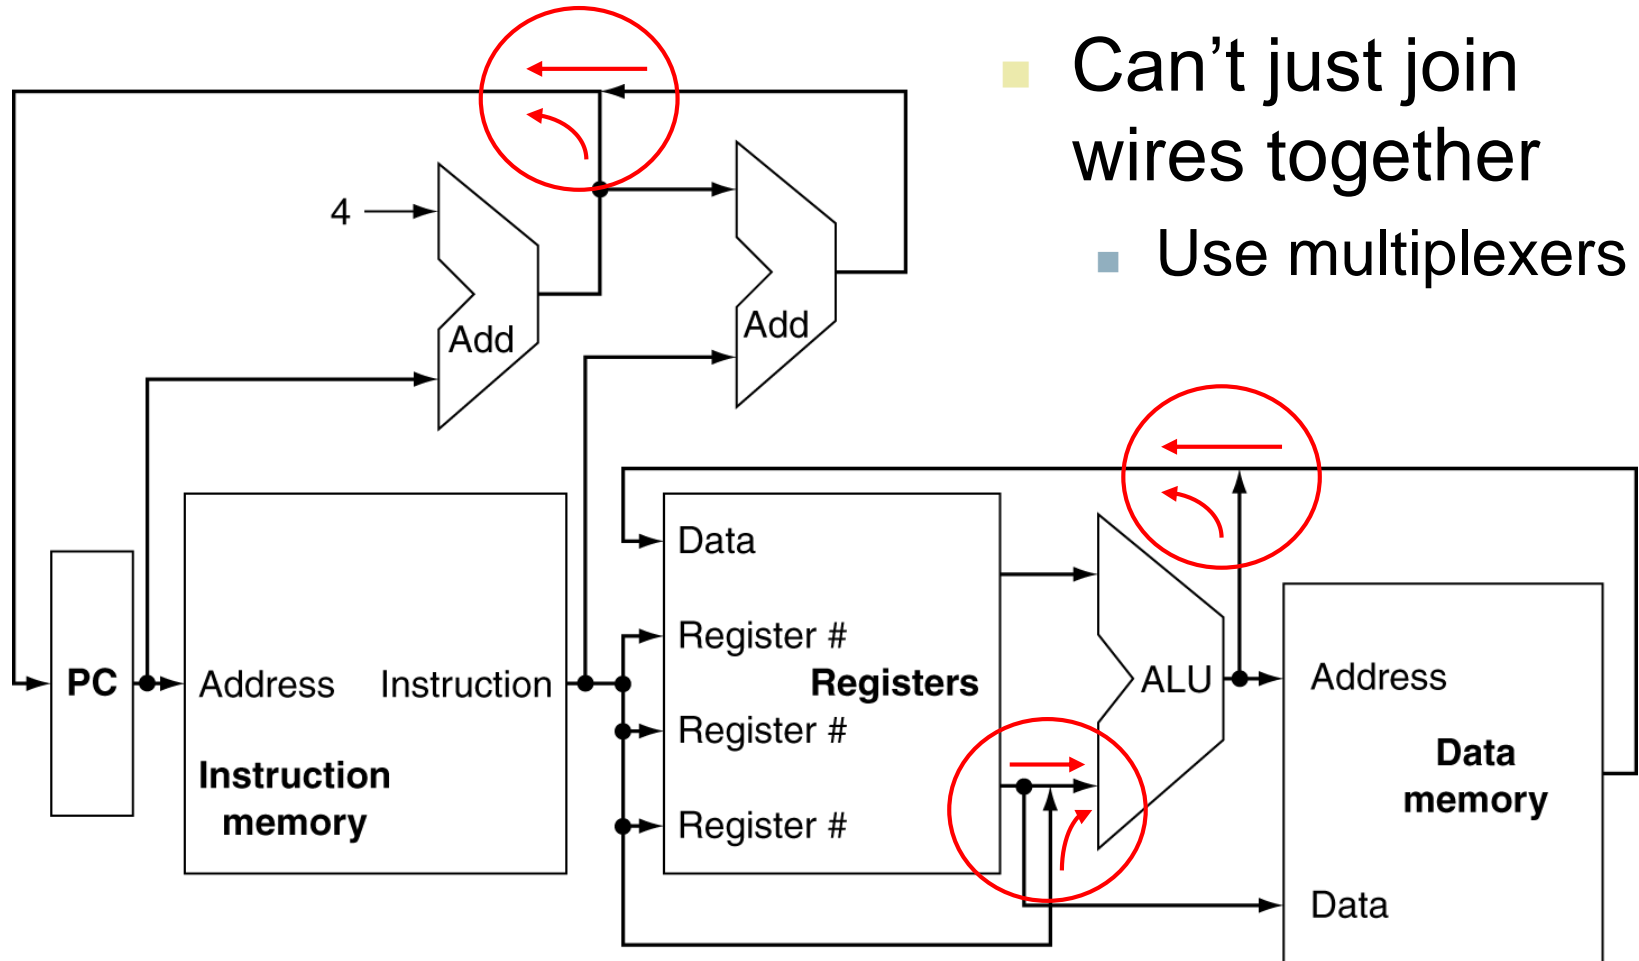 Can’t just join
wires together
Use multiplexers
4
Add
Add
Data
Register #
Registers
Register #
Register #
PC
Address
Instruction
Instruction
memory
ALU
Address
Data
memory
Data